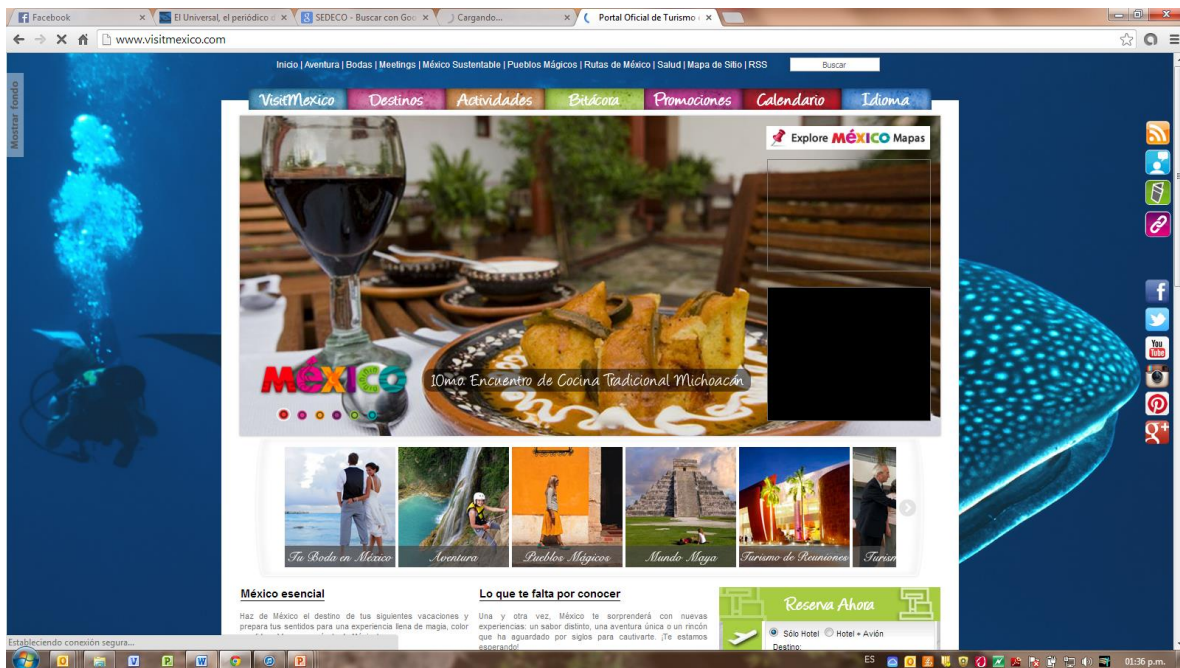 Facebook
El Universal, el periódico d
SEDECO - Buscar con Goo
Cargando...
Portal Oficial de Turismo
www.visitmexico.com
Inicio | Aventura | Bodas | Meetings | México Sustentable | Pueblos Mágicos | Rutas de México | Salud | Mapa de Sitio | RSS
Buscar
Mostrar fondo
VisitMexico
Destinos
Actividades
Bitácora
Promociones
Calendario
Idioma
Explore MÉXICO Mapas
MéxICO
10mo. Encuentro de Cocina Tradicional Michoacán
You
Tube
Tu Boda en México
Aventura
Pueblos Mágicos
Mundo Maya
Turismo de Reuniones
Turism
México esencial
Haz de México el destino de tus siguientes vacaciones y
prepara tus sentidos para una experiencia llena de magia, color
Lo que te falta por conocer
Una y otra vez, México te sorprenderá con nuevas
experiencias: un sabor distinto, una aventura única o un rincón
que ha aguardado por siglos para cautivarte. ¡Te estamos
esperando!
Reserva Ahora
Sólo Hotel
Hotel + Avión
Destino:
Estableciendo conexión segura...
ES
01:36 p.m.